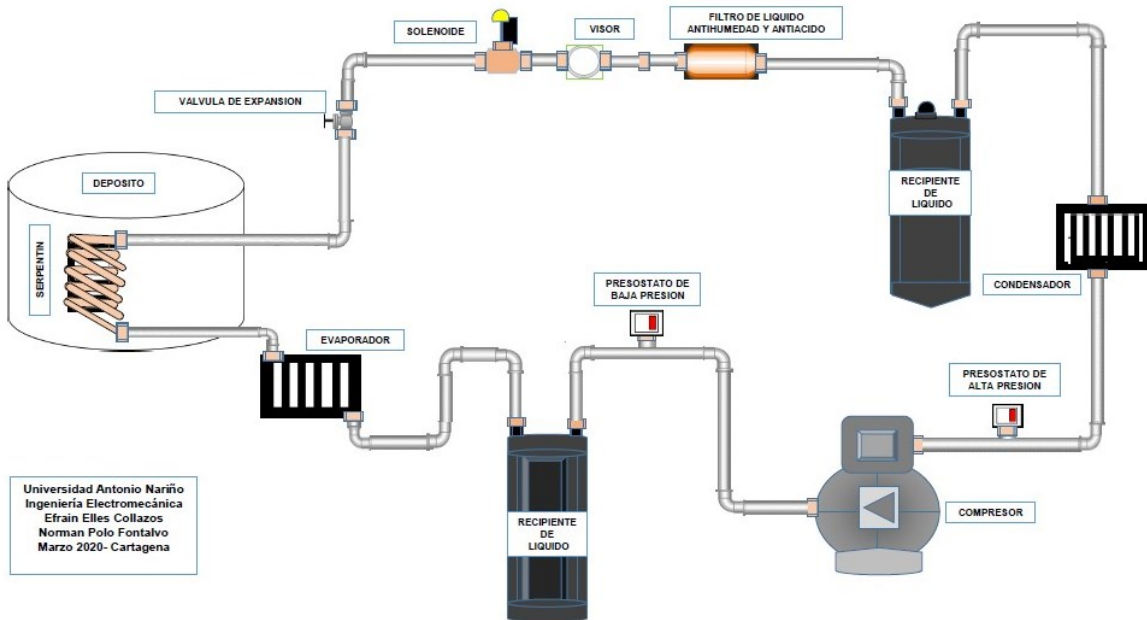 SOLENOIDE
VISOR
FILTRO DE LIQUIDO
ANTIHUMEDAD Y ANTIACIDO
VALVULA DE EXPANSION
DEPOSITO
SERPENTIN
RECIPIENTE
DE
LIQUIDO
CONDENSADOR
PRESOSTATO DE
BAJA PRESION
EVAPORADOR
PRESOSTATO DE
ALTA PRESION
COMPRESOR
RECIPIENTE
DE
LIQUIDO
Universidad Antonio Nariño
Ingeniería Electromecánica
Efrain Elles Collazos
Norman Polo Fontalvo
Marzo 2020- Cartagena